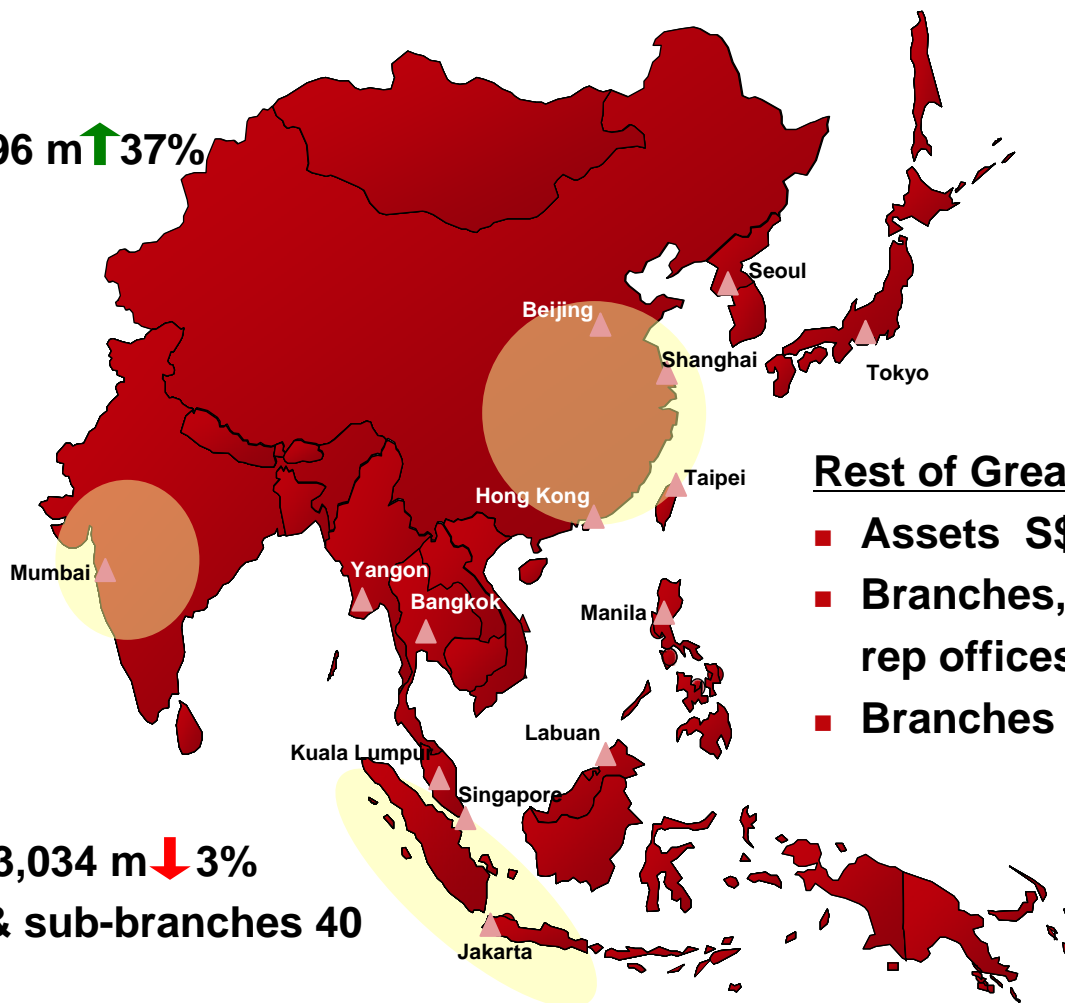 96 m 37%
Seoul
Beijing
Shanghai
Tokyo
Rest of Grea
Taipei
Hong Kong
Assets S$
Mumbai
Yangon
Branches,
Bangkok
Manila
rep offices
Branches
Labuan
Kuala Lumpur
Singapore
3,034 m 3%
& sub-branches 40
Jakarta